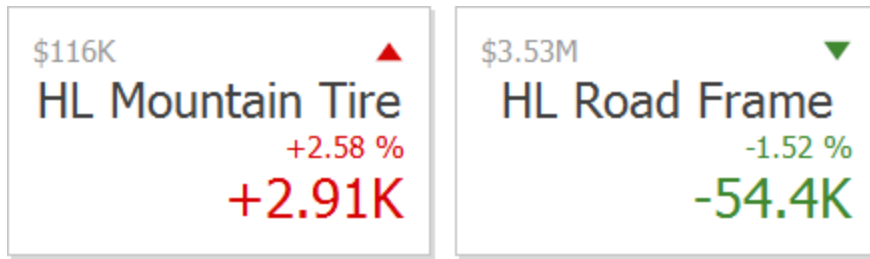 $116K
HL Mountain Tire
+2.58 %
+2.91K
$3.53M
HL Road Frame
-1.52 %
-54.4K